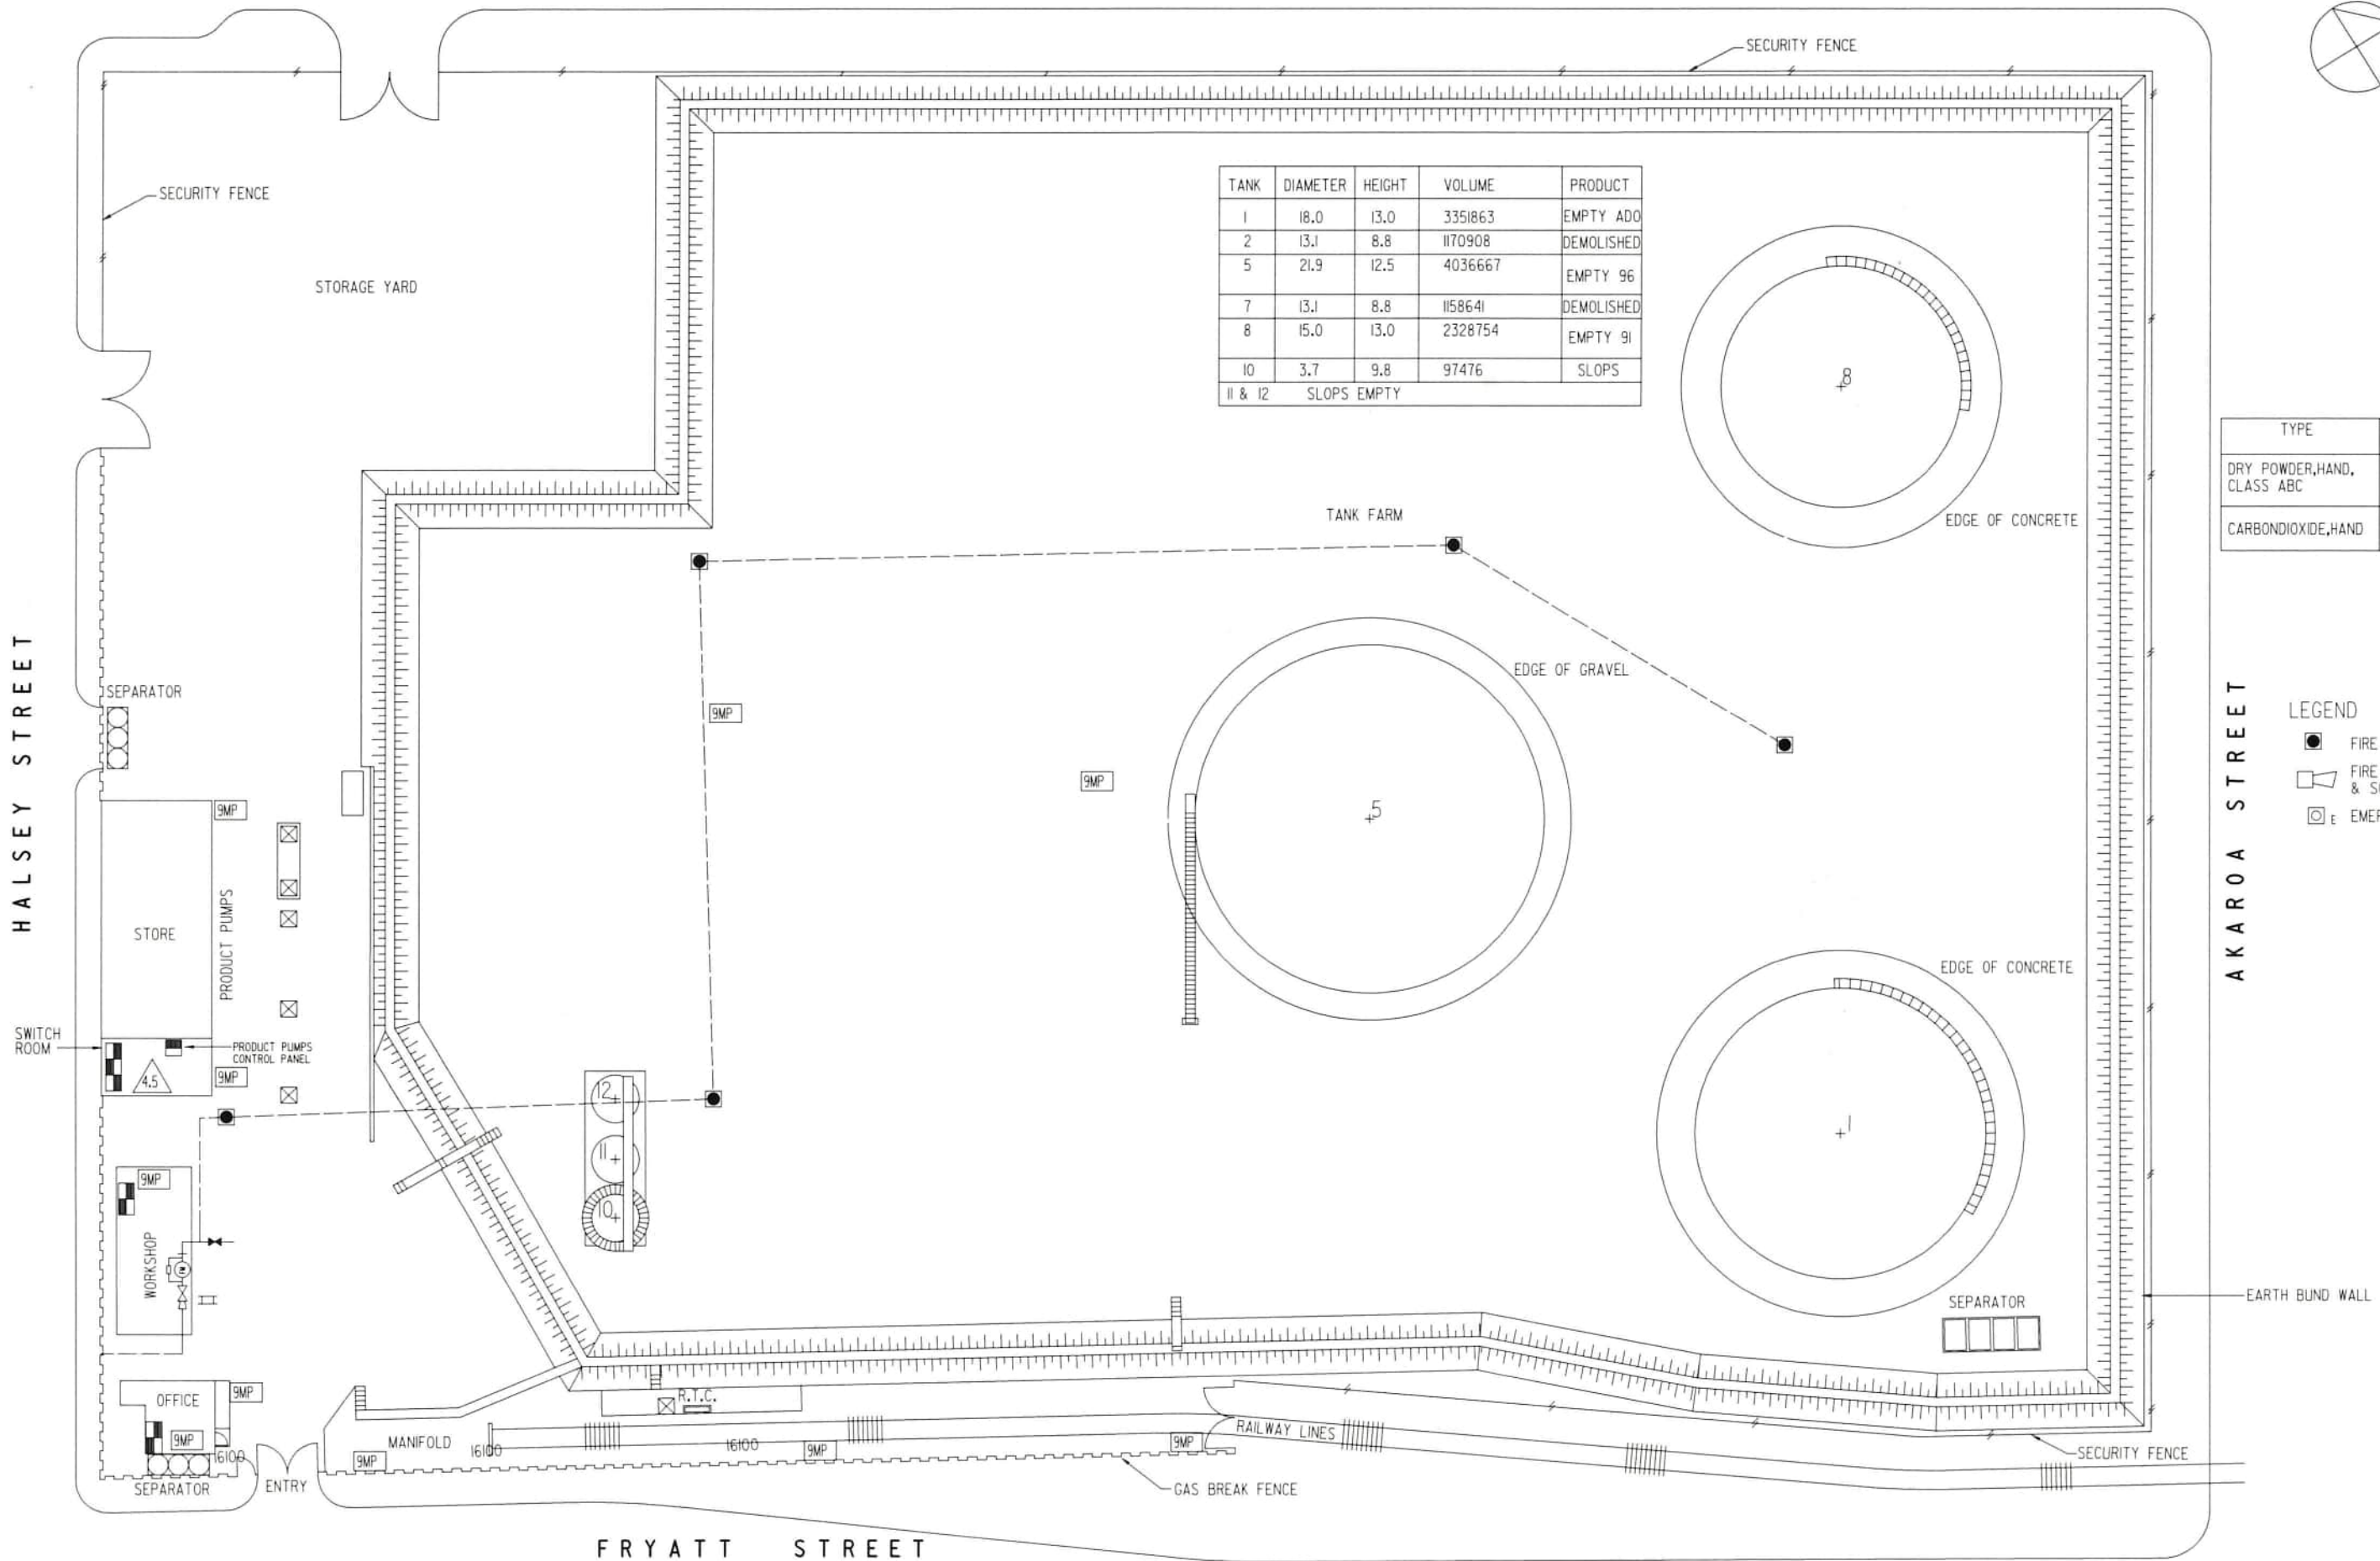 SECURITY FENCE
SECURITY FENCE
STORAGE YARD
TANK DIAMETER HEIGHT VOLUME PRODUCT
1 18.0 13.0 3351863 EMPTY ADO
2 13.1 8.8 1170908 DEMOLISHED
5 21.9 12.5 4036667 EMPTY 96
7 13.1 8.8 1158641 DEMOLISHED
8 15.0 13.0 2328754 EMPTY 91
10 3.7 9.8 97476 SLOPS
11 & 12 SLOPS EMPTY
8
TYPE
DRY POWDER,HAND,
CLASS ABC
CARBONDIOXIDE,HAND
TANK FARM
EDGE OF CONCRETE
EDGE OF GRAVEL
HALSEY STREET
SEPARATOR
9MP
9MP
9MP
5
AKAROA STREET
LEGEND
FIRE
FIRE
& S
E EMER
STORE
PRODUCT PUMPS
EDGE OF CONCRETE
SWITCH
ROOM
PRODUCT PUMPS
CONTROL PANEL
4.5
9MP
12
11
10
1
9MP
WORKSHOP
SEPARATOR
EARTH BUND WALL
OFFICE
9MP
9MP
R.T.C.
MANIFOLD
16100
16100
16100
9MP
9MP
9MP
RAILWAY LINES
SECURITY FENCE
SEPARATOR
ENTRY
GAS BREAK FENCE
FRYATT STREET